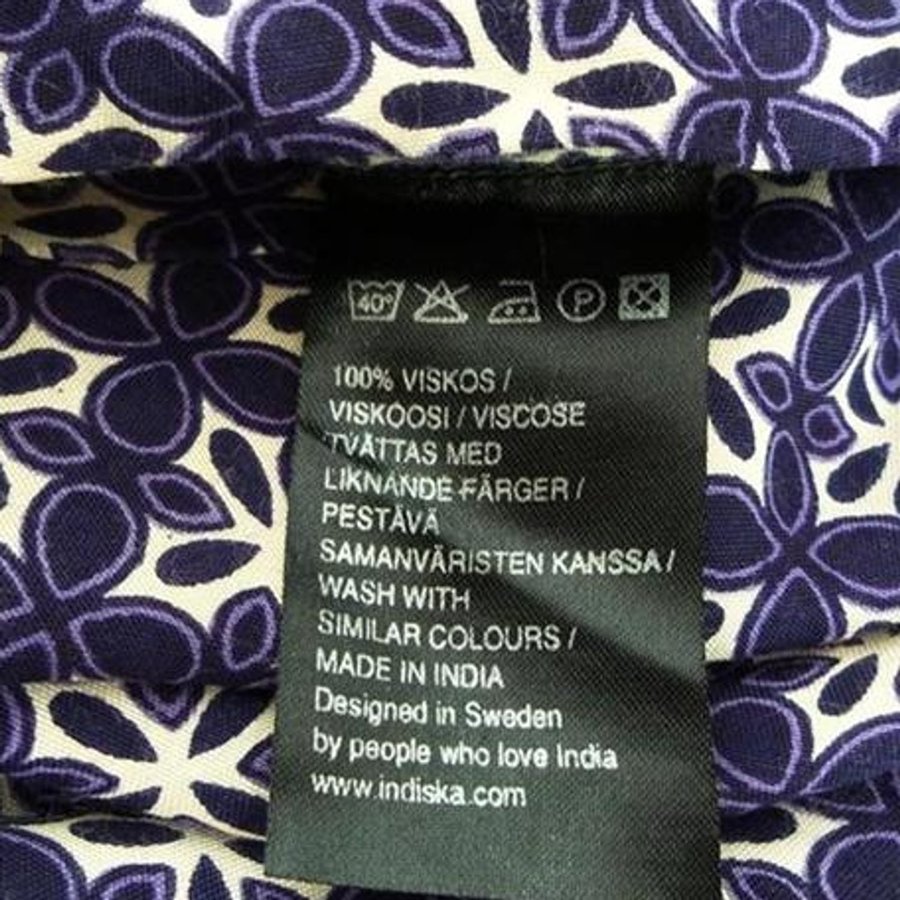 40° P
100% VISKOS /
VISKOOSI / VISCOSE
TVÄTTAS MED
LIKNANDE FÄRGER /
PESTÄVÄ
SAMANVÄRISTEN KANSSA /
WASH WITH
SIMILAR COLOURS /
MADE IN INDIA
Designed in Sweden
by people who love India
www.indiska.com